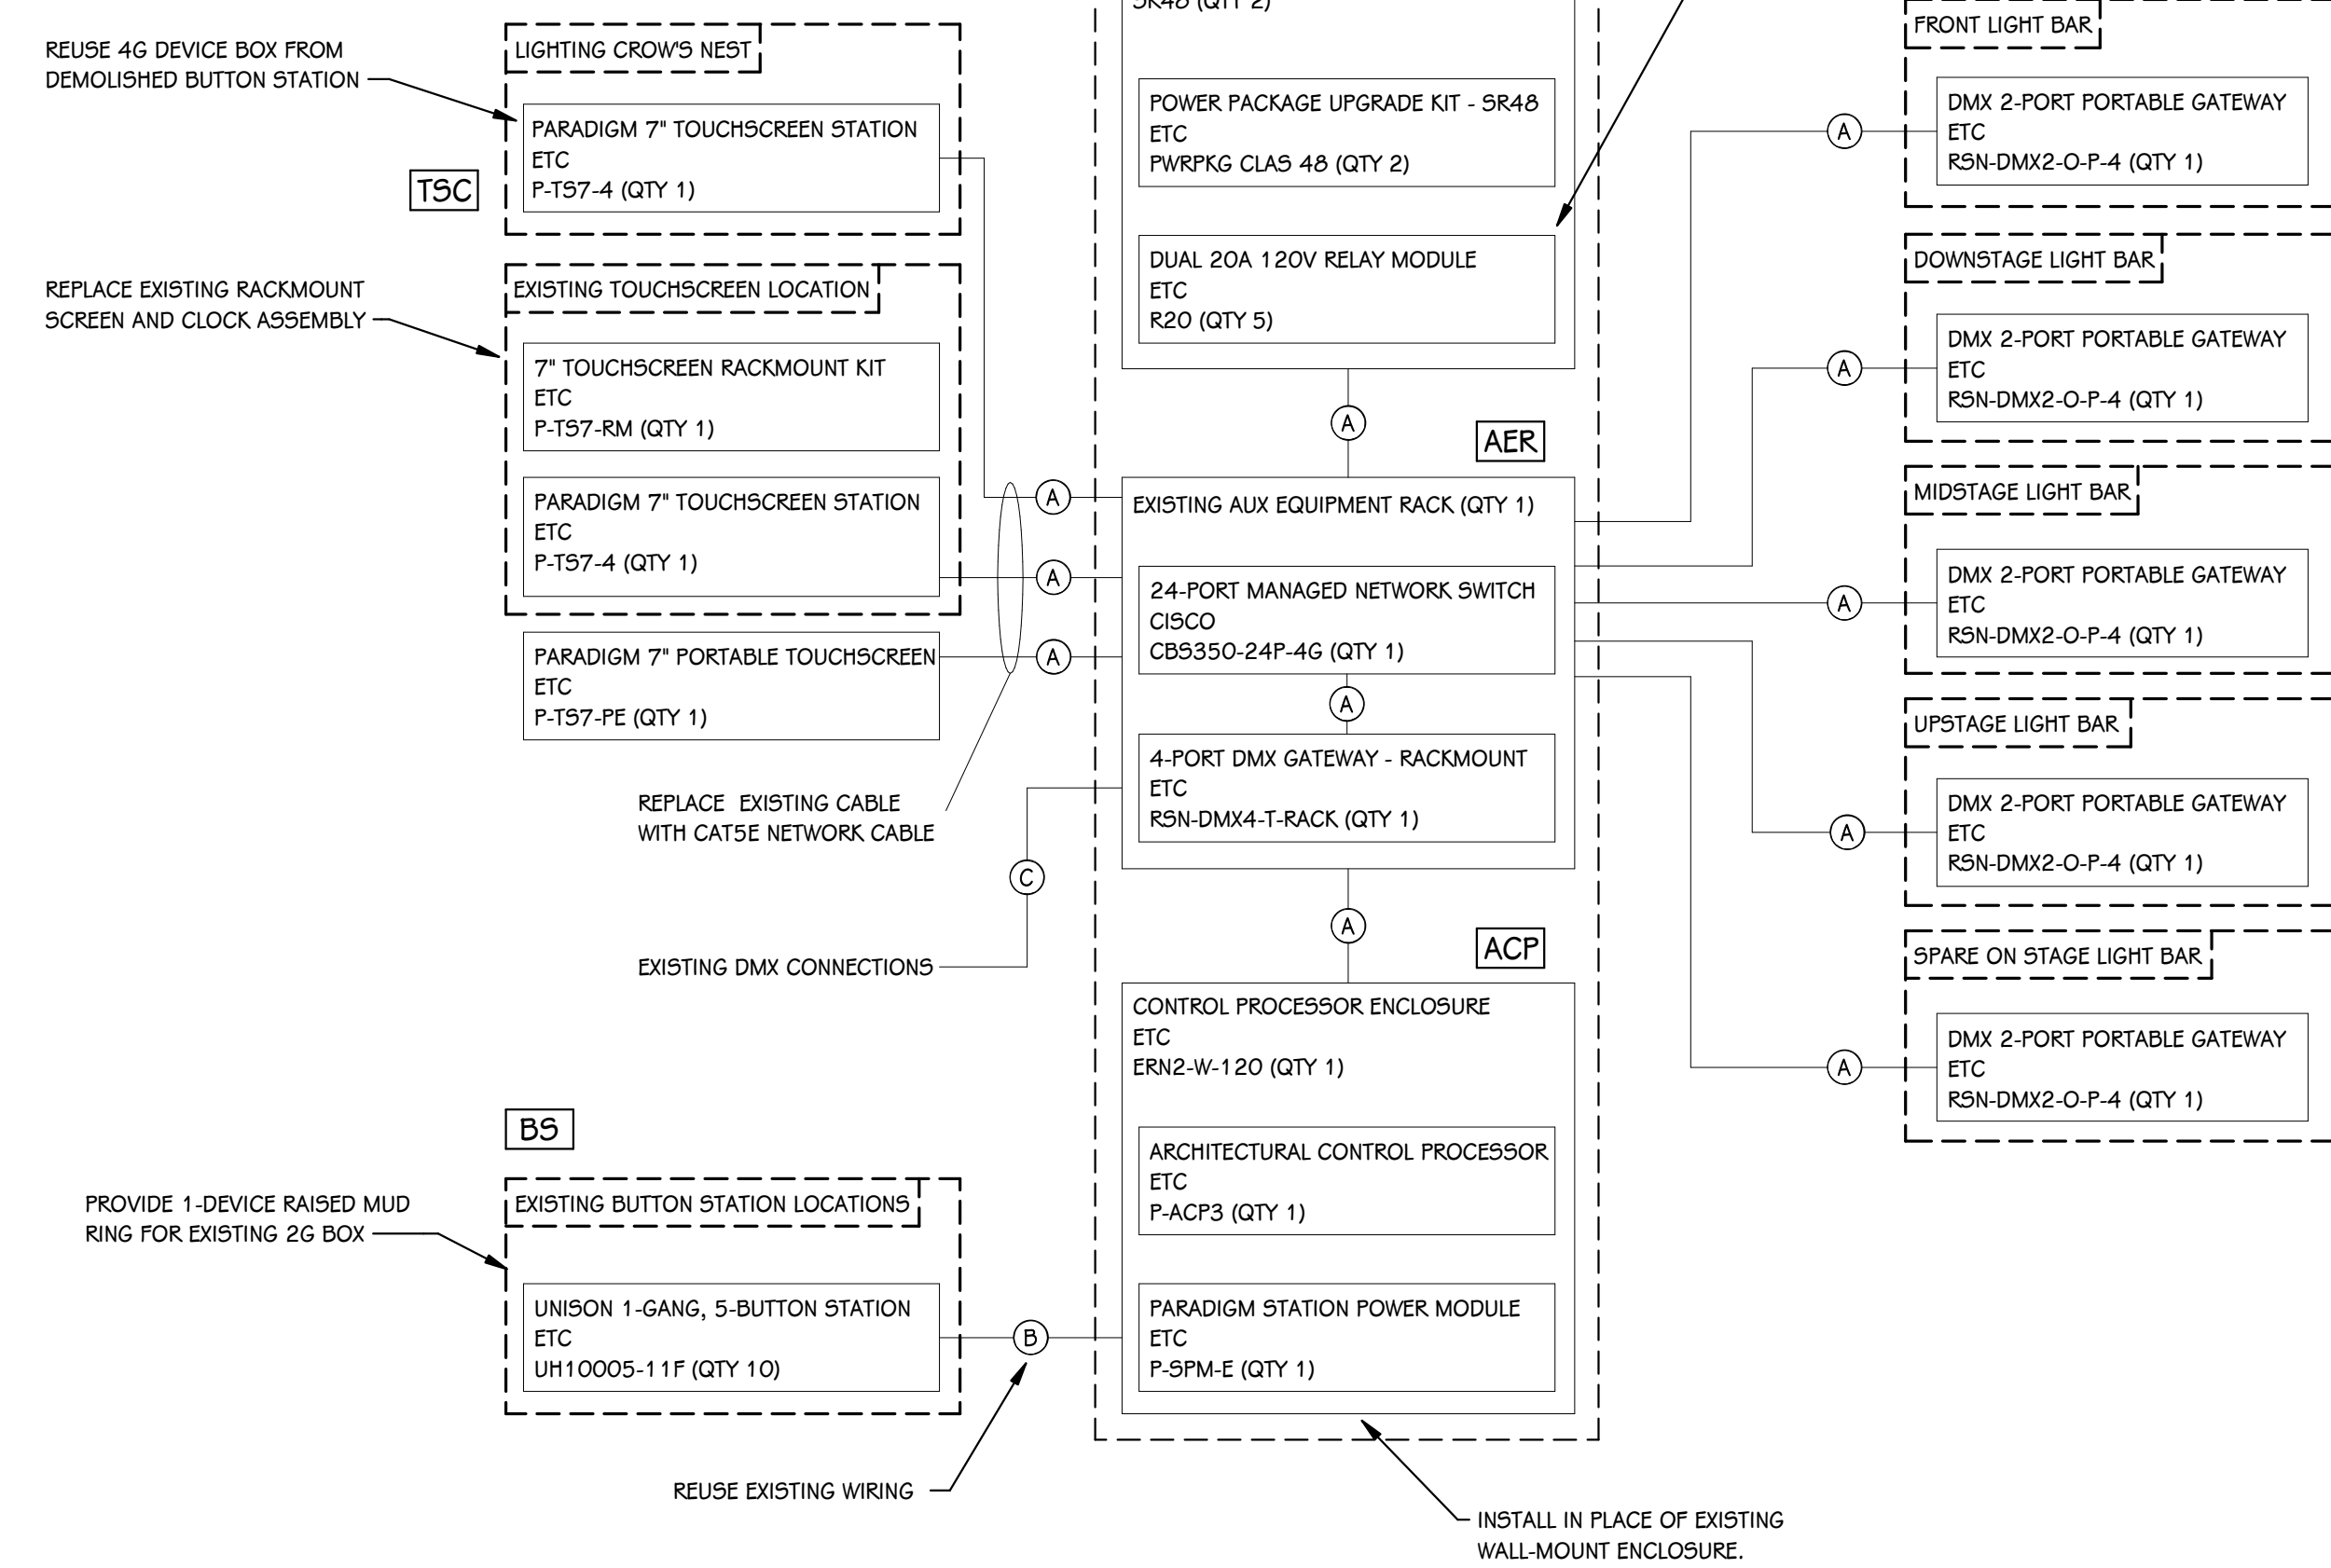 REUSE 4G DEVICE BOX FROM
DEMOLISHED BUTTON STATION
LIGHTING CROW'S NEST
PARADIGM 7" TOUCHSCREEN STATION
ETC
P-TS7-4 (QTY 1)
TSC
REPLACE EXISTING RACKMOUNT
SCREEN AND CLOCK ASSEMBLY
EXISTING TOUCHSCREEN LOCATION
7" TOUCHSCREEN RACKMOUNT KIT
ETC
P-TS7-RM (QTY 1)
PARADIGM 7" TOUCHSCREEN STATION
ETC
P-TS7-4 (QTY 1)
PARADIGM 7" PORTABLE TOUCHSCREEN
ETC
P-TS7-PE (QTY 1)
A
A
A
REPLACE EXISTING CABLE
WITH CAT5E NETWORK CABLE
C
EXISTING DMX CONNECTIONS
BS
PROVIDE 1-DEVICE RAISED MUD
RING FOR EXISTING 2G BOX
EXISTING BUTTON STATION LOCATIONS
UNISON 1-GANG, 5-BUTTON STATION
ETC
UH10005-11F (QTY 10)
B
REUSE EXISTING WIRING
SR48 (QTY 2)
POWER PACKAGE UPGRADE KIT - SR48
ETC
PWRPKG CLAS 48 (QTY 2)
DUAL 20A 120V RELAY MODULE
ETC
R20 (QTY 5)
A
AER
EXISTING AUX EQUIPMENT RACK (QTY 1)
24-PORT MANAGED NETWORK SWITCH
CISCO
CBS350-24P-4G (QTY 1)
A
4-PORT DMX GATEWAY - RACKMOUNT
ETC
RSN-DMX4-T-RACK (QTY 1)
A
ACP
CONTROL PROCESSOR ENCLOSURE
ETC
ERN2-W-120 (QTY 1)
ARCHITECTURAL CONTROL PROCESSOR
ETC
P-ACP3 (QTY 1)
PARADIGM STATION POWER MODULE
ETC
P-SPM-E (QTY 1)
INSTALL IN PLACE OF EXISTING
WALL-MOUNT ENCLOSURE.
FRONT LIGHT BAR
A
DMX 2-PORT PORTABLE GATEWAY
ETC
RSN-DMX2-O-P-4 (QTY 1)
DOWNSTAGE LIGHT BAR
A
DMX 2-PORT PORTABLE GATEWAY
ETC
RSN-DMX2-O-P-4 (QTY 1)
MIDSTAGE LIGHT BAR
A
DMX 2-PORT PORTABLE GATEWAY
ETC
RSN-DMX2-O-P-4 (QTY 1)
UPSTAGE LIGHT BAR
A
DMX 2-PORT PORTABLE GATEWAY
ETC
RSN-DMX2-O-P-4 (QTY 1)
SPARE ON STAGE LIGHT BAR
A
DMX 2-PORT PORTABLE GATEWAY
ETC
RSN-DMX2-O-P-4 (QTY 1)